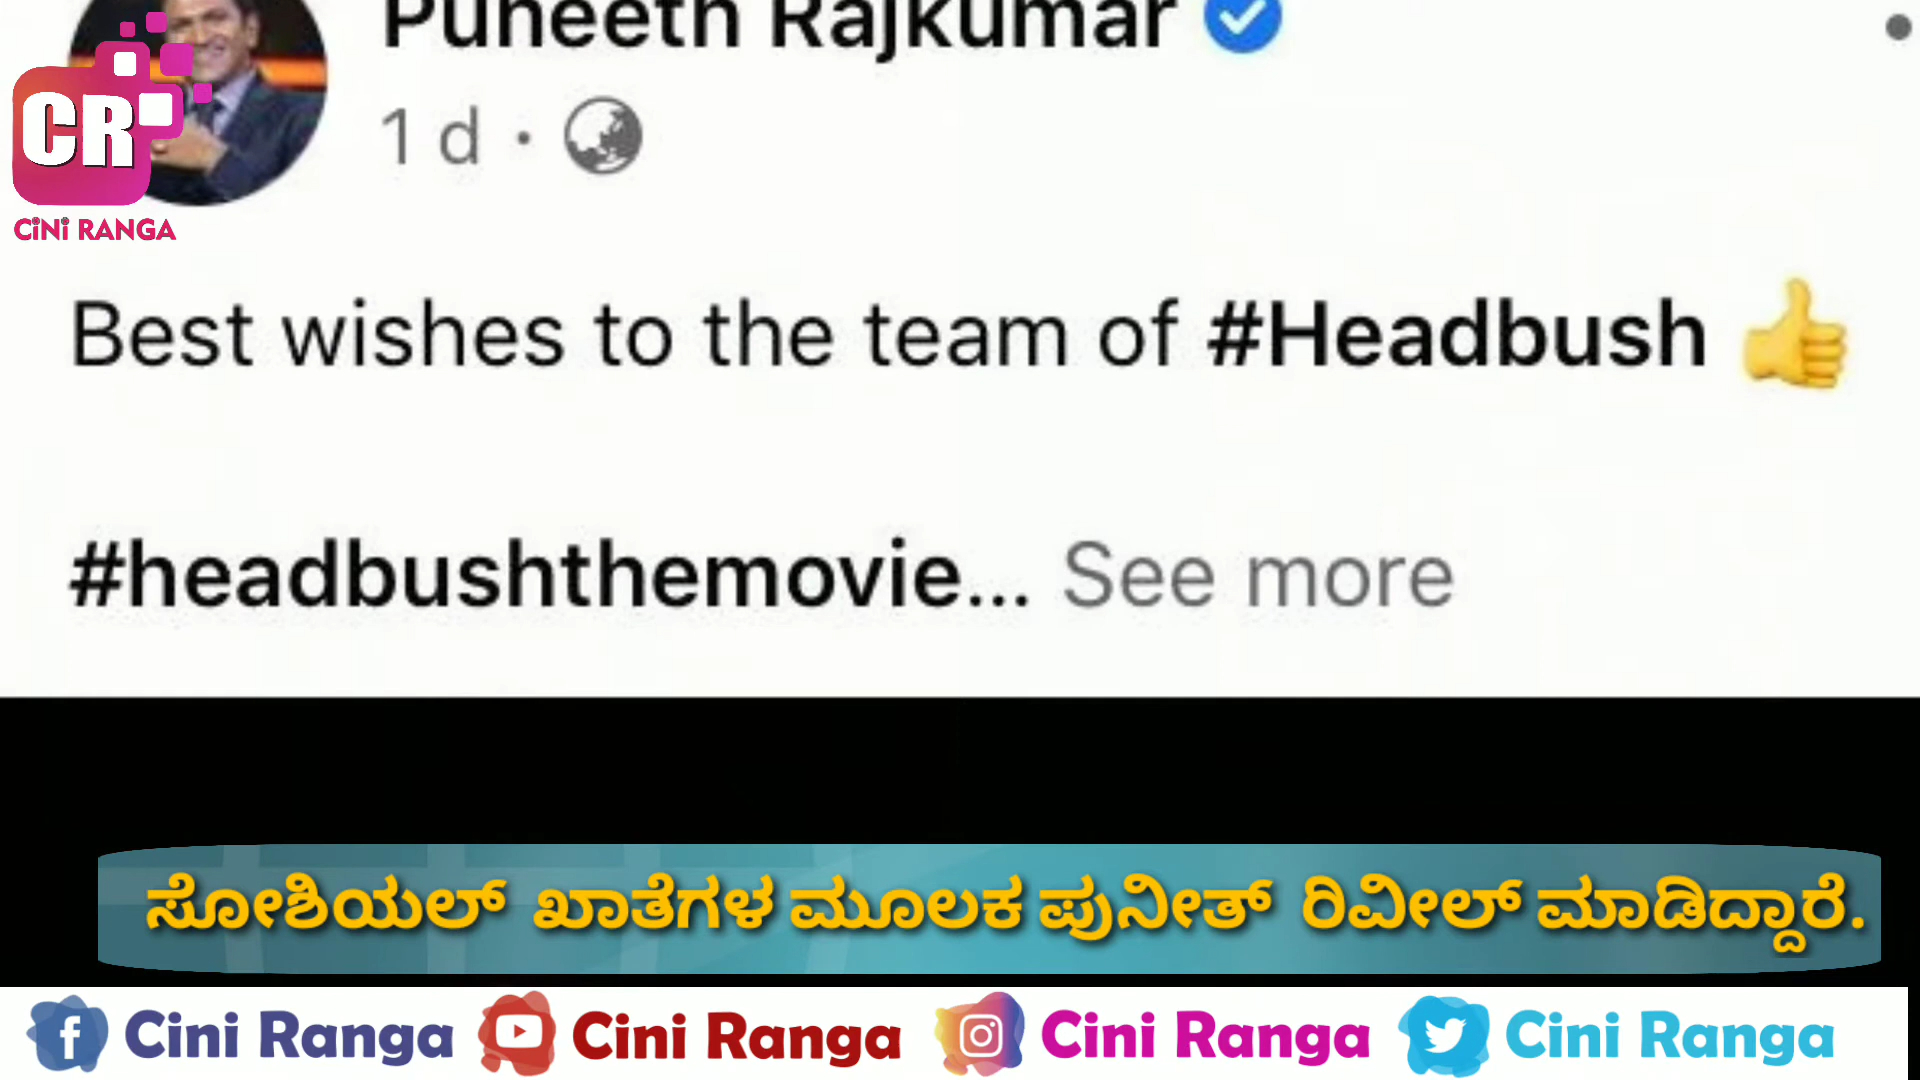 Puneeth Rajkumar
1 d ·
CR
CiNi RANGA
Best wishes to the team of #Headbush 👍
#headbushthemovie... See more
ಸೋಶಿಯಲ್ ಖಾತೆಗಳ ಮೂಲಕ ಪುನೀತ್ ರಿವೀಲ್ ಮಾಡಿದ್ದಾರೆ.
Cini Ranga Cini Ranga Cini Ranga Cini Ranga